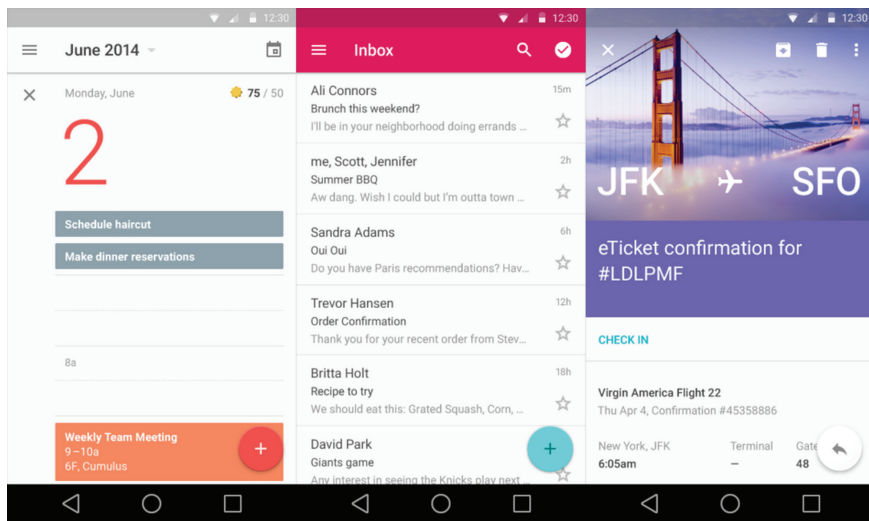 12:30
June 2014
Monday, June
75 / 50
2
Schedule haircut
Make dinner reservations
8a
Weekly Team Meeting
9–10a
6F, Cumulus
+
12:30
Inbox
Ali Connors
15m
Brunch this weekend?
I'll be in your neighborhood doing errands ...
me, Scott, Jennifer
2h
Summer BBQ
Aw dang. Wish I could but I'm outta town ...
Sandra Adams
6h
Oui Oui
Do you have Paris recommendations? Hav...
Trevor Hansen
12h
Order Confirmation
Thank you for your recent order from Stev...
Britta Holt
18h
Recipe to try
We should eat this: Grated Squash, Corn, ...
David Park
Giants game
Any interest in seeing the Knicks play next ...
+
12:30
JFK
SFO
eTicket confirmation for
#LDLPMF
CHECK IN
Virgin America Flight 22
Thu Apr 4, Confirmation #45358886
New York, JFK
Terminal
Gate
6:05am
–
48